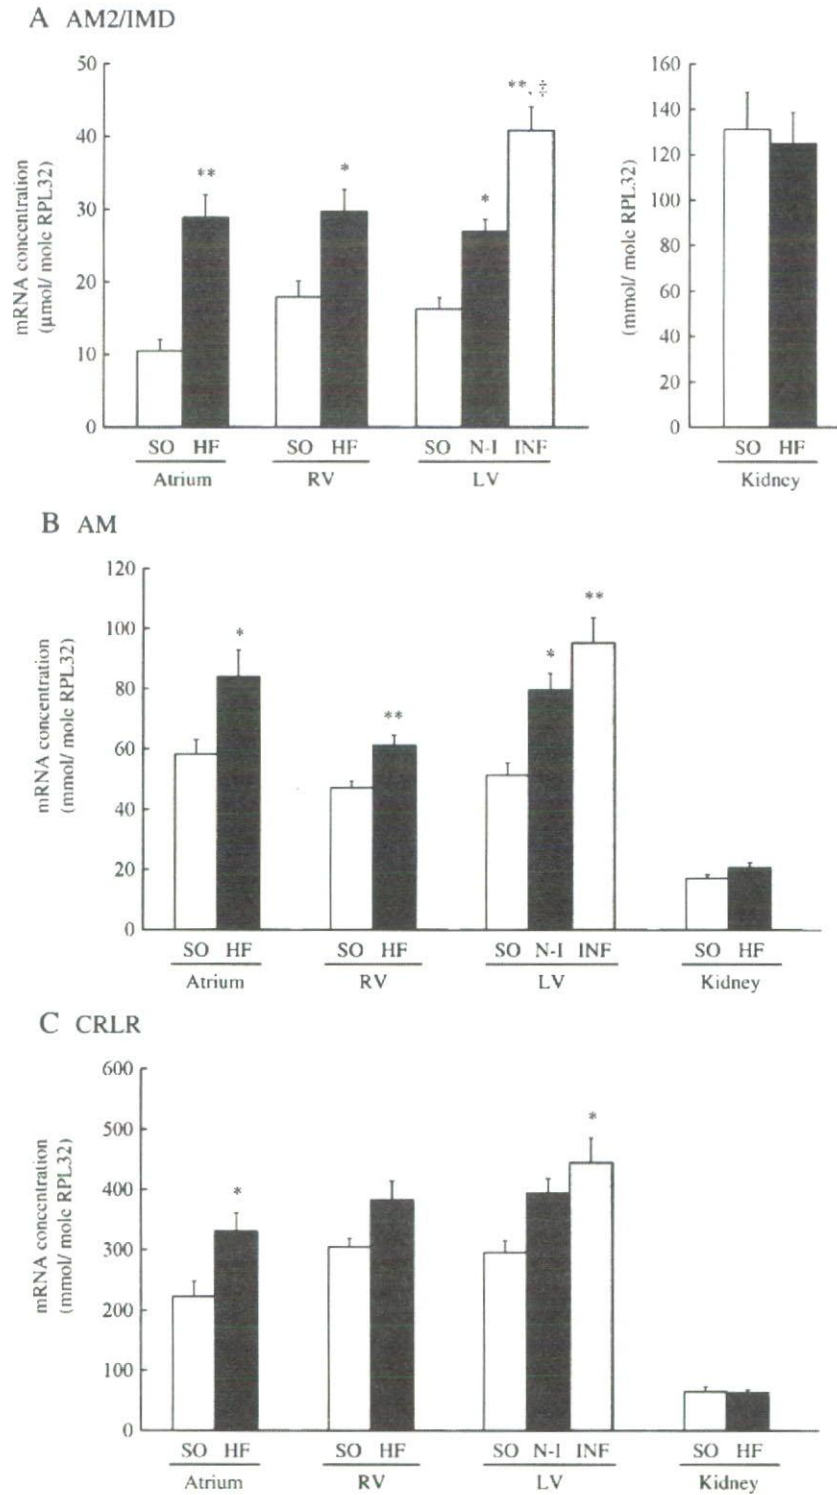 A AM2/IMD
mRNA concentration
(μmol/ mole RPL32)
50
40
30
20
10
0
**
*
*
**, ‡
SO HF
SO HF
SO N-I INF
Atrium
RV
LV
(mmol/ mole RPL32)
160
140
120
100
80
60
40
20
0
SO HF
Kidney
B AM
mRNA concentration
(mmol/ mole RPL32)
120
100
80
60
40
20
0
*
**
*
**
SO HF
SO HF
SO N-I INF
SO HF
Atrium
RV
LV
Kidney
C CRLR
mRNA concentration
(mmol/ mole RPL32)
600
500
400
300
200
100
0
*
*
SO HF
SO HF
SO N-I INF
SO HF
Atrium
RV
LV
Kidney